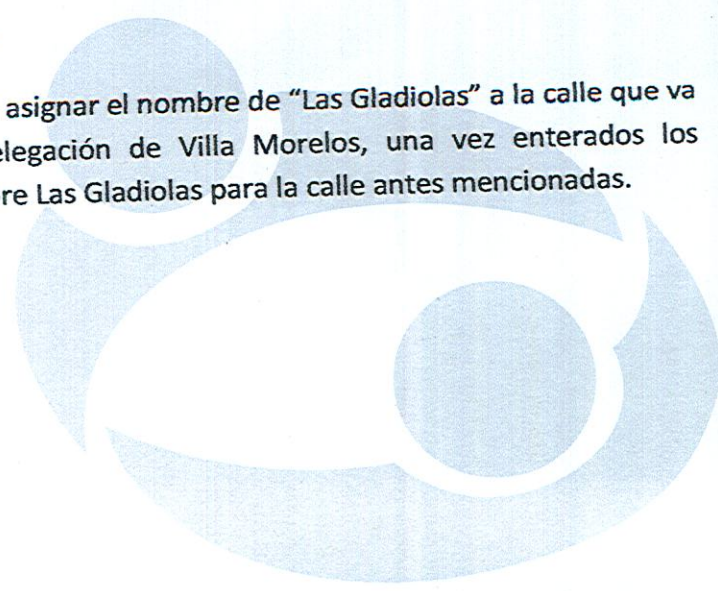 asignar el nombre de “Las Gladiolas” a la calle que va
elegación de Villa Morelos, una vez enterados los
re Las Gladiolas para la calle antes mencionadas.